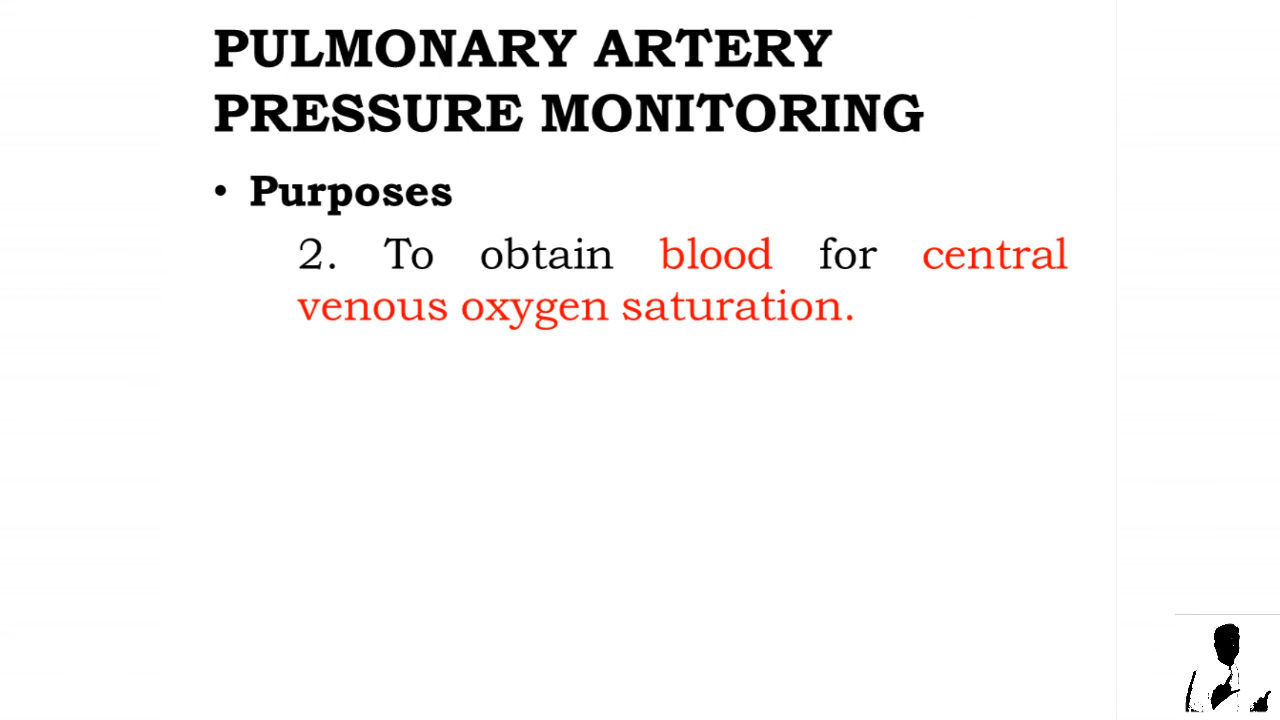 PULMONARY ARTERY
PRESSURE MONITORING
• Purposes
2. To obtain blood for central
venous oxygen saturation.